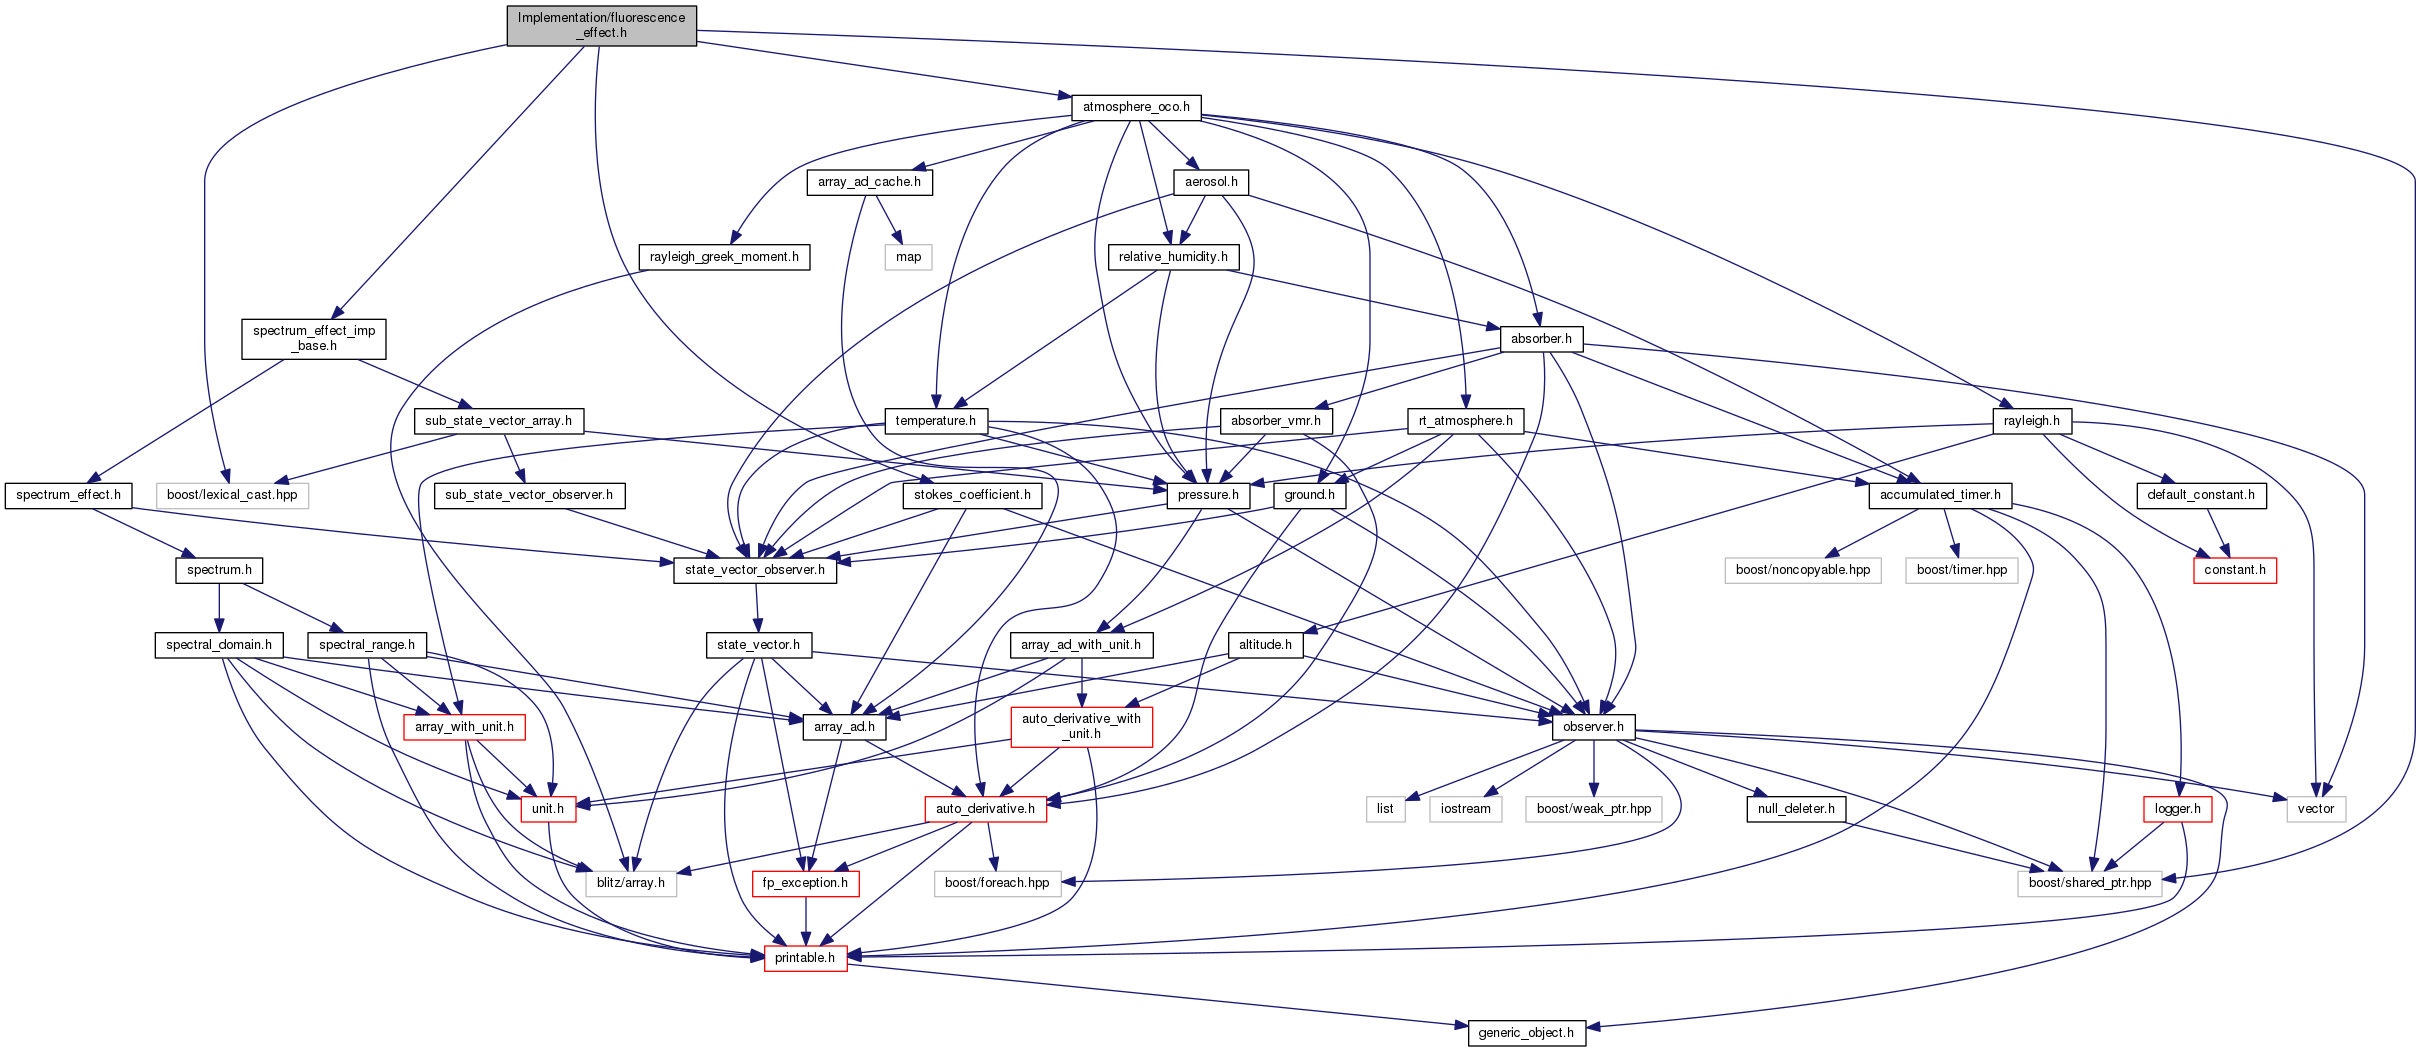 Implementation/fluorescence
_effect.h
atmosphere_oco.h
array_ad_cache.h
aerosol.h
rayleigh_greek_moment.h
map
relative_humidity.h
spectrum_effect_imp
_base.h
absorber.h
sub_state_vector_array.h
temperature.h
absorber_vmr.h
rt_atmosphere.h
rayleigh.h
spectrum_effect.h
boost/lexical_cast.hpp
sub_state_vector_observer.h
stokes_coefficient.h
pressure.h
ground.h
accumulated_timer.h
default_constant.h
spectrum.h
state_vector_observer.h
boost/noncopyable.hpp
boost/timer.hpp
constant.h
spectral_domain.h
spectral_range.h
state_vector.h
array_ad_with_unit.h
altitude.h
array_with_unit.h
array_ad.h
auto_derivative_with
_unit.h
observer.h
unit.h
auto_derivative.h
list
iostream
boost/weak_ptr.hpp
null_deleter.h
logger.h
vector
blitz/array.h
fp_exception.h
boost/foreach.hpp
boost/shared_ptr.hpp
printable.h
generic_object.h